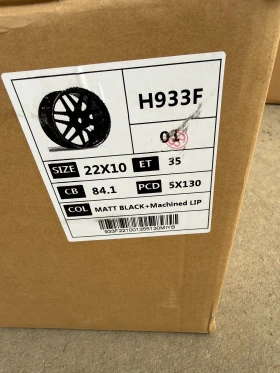 H933F
01
SIZE 22X10 ET 35
CB 84.1 PCD 5X130
COL MATT BLACK+Machined LIP